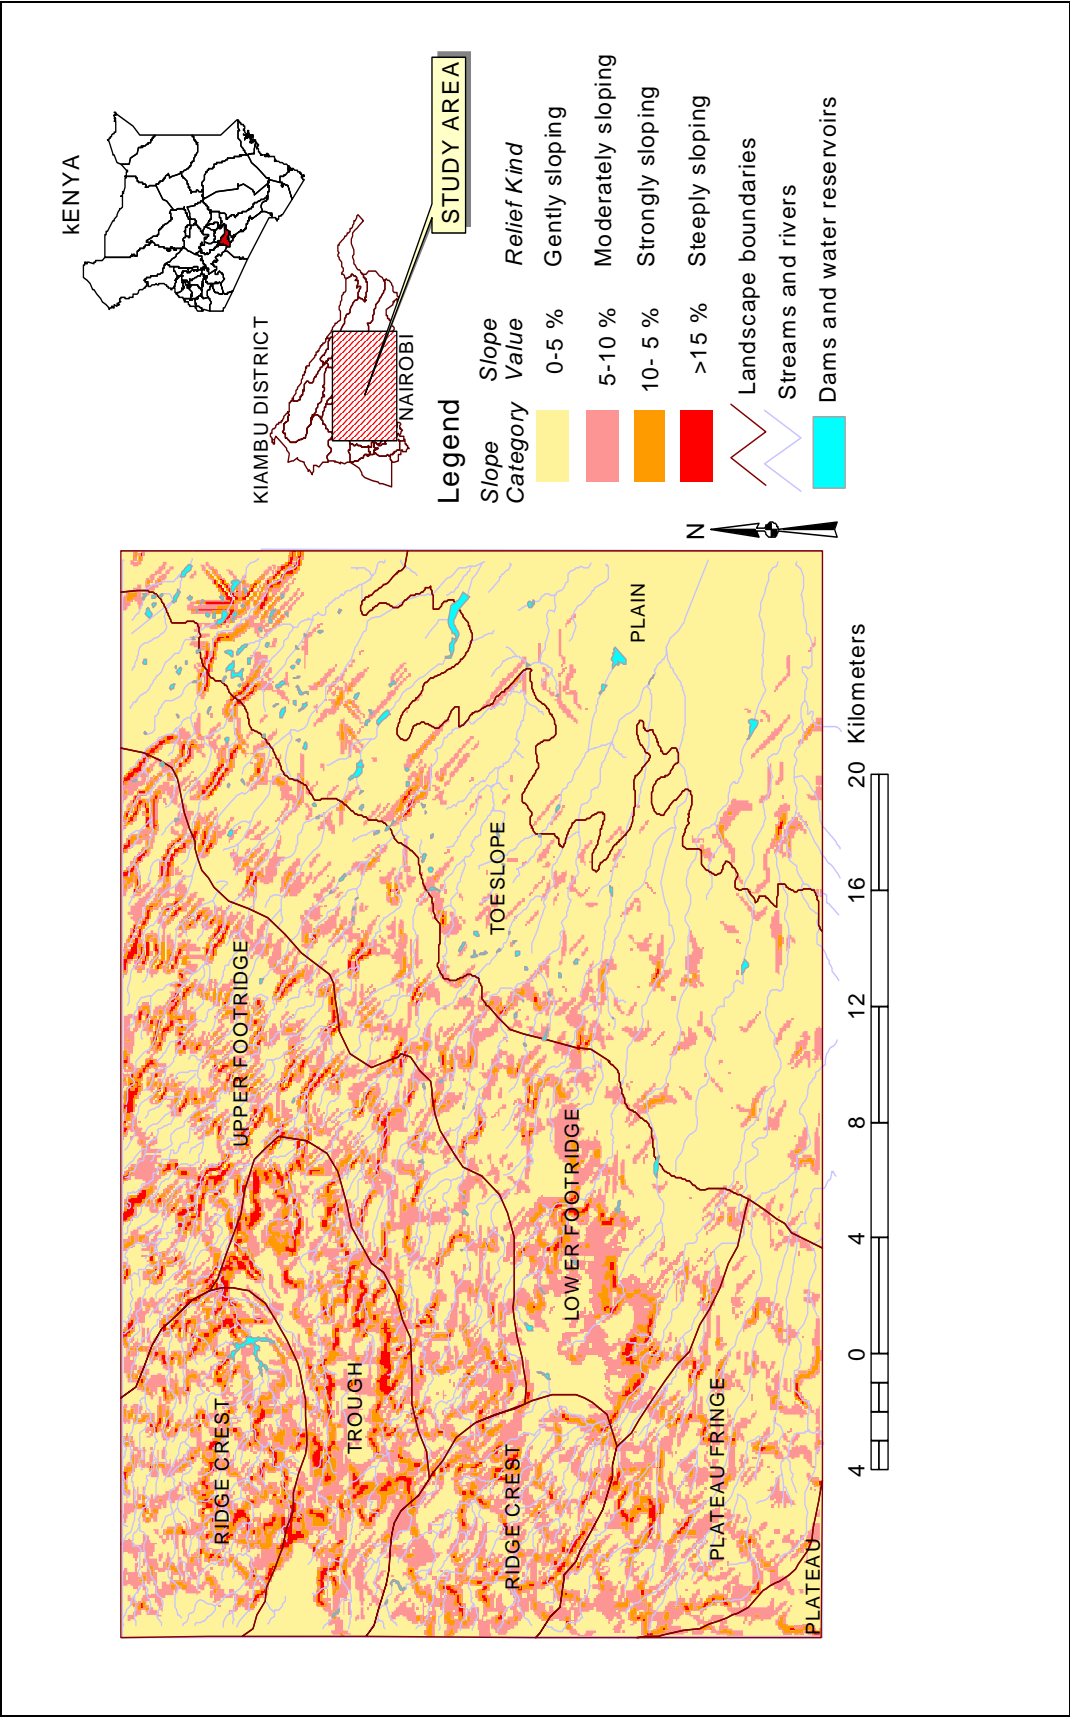 KENYA
KIAMBU DISTRICT
NAIROBI
STUDY AREA
Legend
Slope Category
Slope Value
Relief Kind
0-5 % Gently sloping
5-10 % Moderately sloping
10- 5 % Strongly sloping
>15 % Steeply sloping
Landscape boundaries
Streams and rivers
Dams and water reservoirs
N
RIDGE CREST
UPPER FOOTRIDGE
TROUGH
RIDGE CREST
TOE SLOPE
LOWER FOOTRIDGE
PLAIN
PLATEAU FRINGE
PLATEAU
4 0 4 8 12 16 20 Kilometers